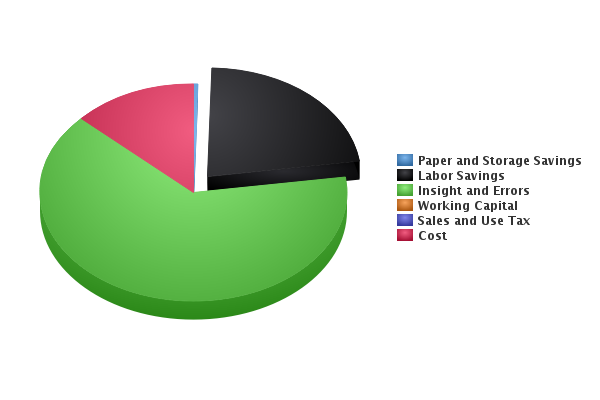 Paper and Storage Savings
Labor Savings
Insight and Errors
Working Capital
Sales and Use Tax
Cost